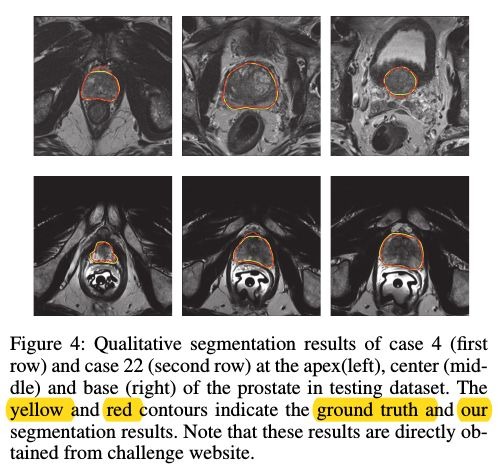 Figure 4: Qualitative segmentation results of case 4 (first
row) and case 22 (second row) at the apex(left), center (mid-
dle) and base (right) of the prostate in testing dataset. The
yellow and red contours indicate the ground truth and our
segmentation results. Note that these results are directly ob-
tained from challenge website.